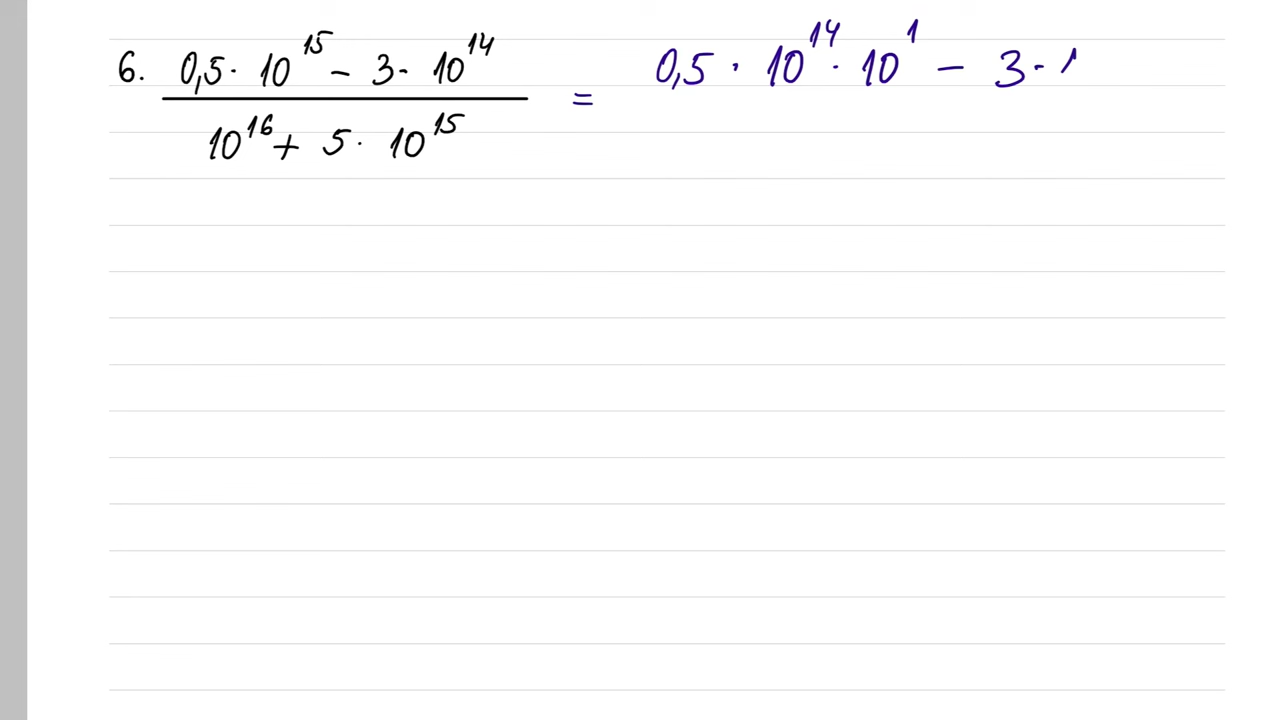 6. 0,5 · 10^15 − 3 · 10^14 = 0,5 · 10^14 · 10^1 − 3 ·
10^16 + 5 · 10^15